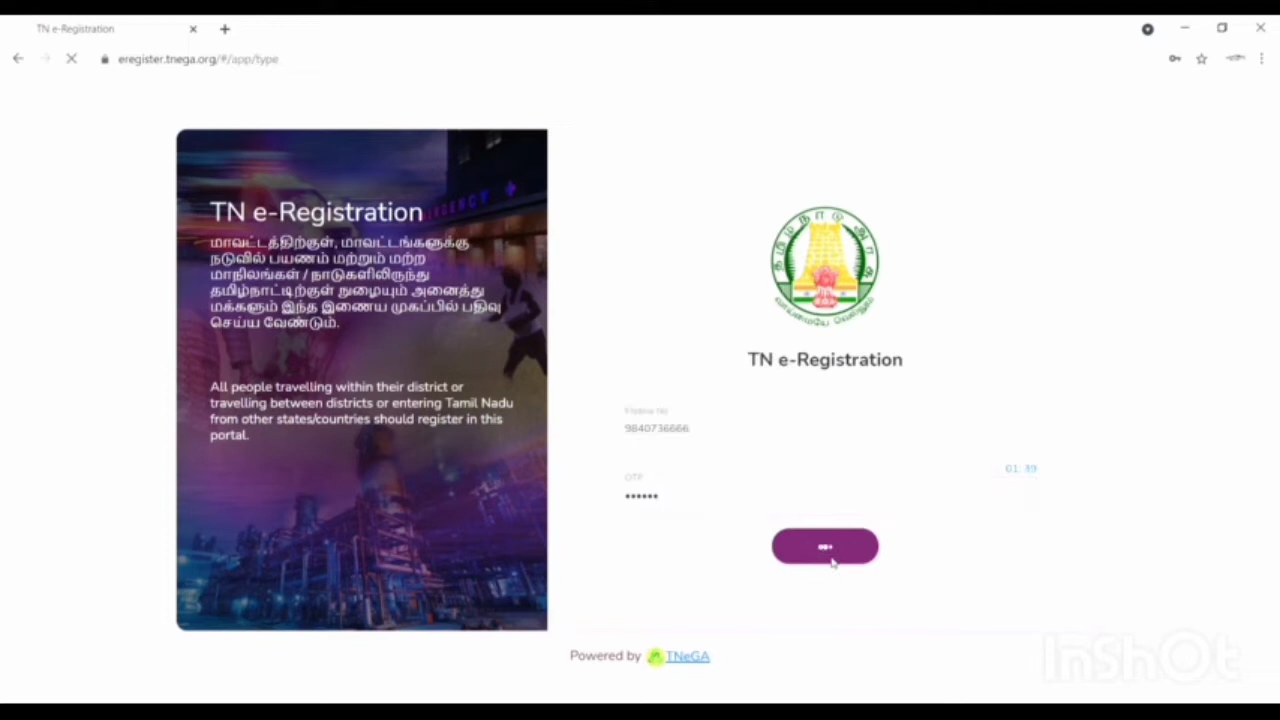 TN e-Registration
eregister.tnega.org/#/app/type
TN e-Registration
மாவட்டத்திற்குள், மாவட்டங்களுக்கு
நடுவில் பயணம் மற்றும் மற்ற
மாநிலங்கள் / நாடுகளிலிருந்து
தமிழ்நாட்டிற்குள் நுழையும் அனைத்து
மக்களும் இந்த இணைய முகப்பில் பதிவு
செய்ய வேண்டும்.
All people travelling within their district or
travelling between districts or entering Tamil Nadu
from other states/countries should register in this
portal.
தமிழ்நாடு அரசு
வாய்மையே வெல்லும்
TN e-Registration
9840736666
OTP
01: 39
Powered by TNeGA
InShOt